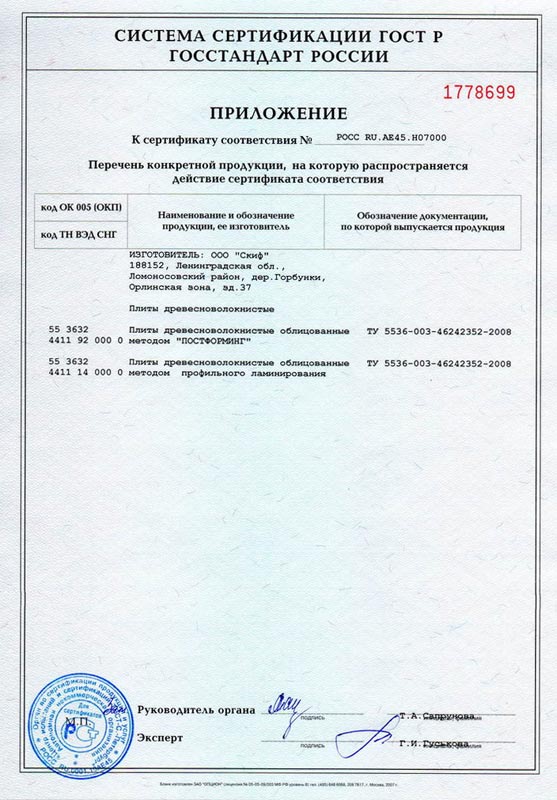 СИСТЕМА СЕРТИФИКАЦИИ ГОСТ Р
ГОССТАНДАРТ РОССИИ
1778699
ПРИЛОЖЕНИЕ
К сертификату соответствия № РОСС RU.АЕ45.Н07000
Перечень конкретной продукции, на которую распространяется
действие сертификата соответствия
код ОК 005 (ОКП)
код ТН ВЭД СНГ
Наименование и обозначение
продукции, ее изготовитель
Обозначение документации,
по которой выпускается продукция
ИЗГОТОВИТЕЛЬ: ООО "Скиф"
188152, Ленинградская обл.,
Ломоносовский район, дер.Горбунки,
Орлинская зона, зд.37
Плиты древесноволокнистые
55 3632 Плиты древесноволокнистые облицованные ТУ 5536-003-46242352-2008
4411 92 000 0 методом "ПОСТФОРМИНГ"
55 3632 Плиты древесноволокнистые облицованные ТУ 5536-003-46242352-2008
4411 14 000 0 методом профильного ламинирования
М.П.
Для
сертификатов
Руководитель органа
подпись
Т.А.Сапронова
Эксперт
подпись
Г.И.Гуськова